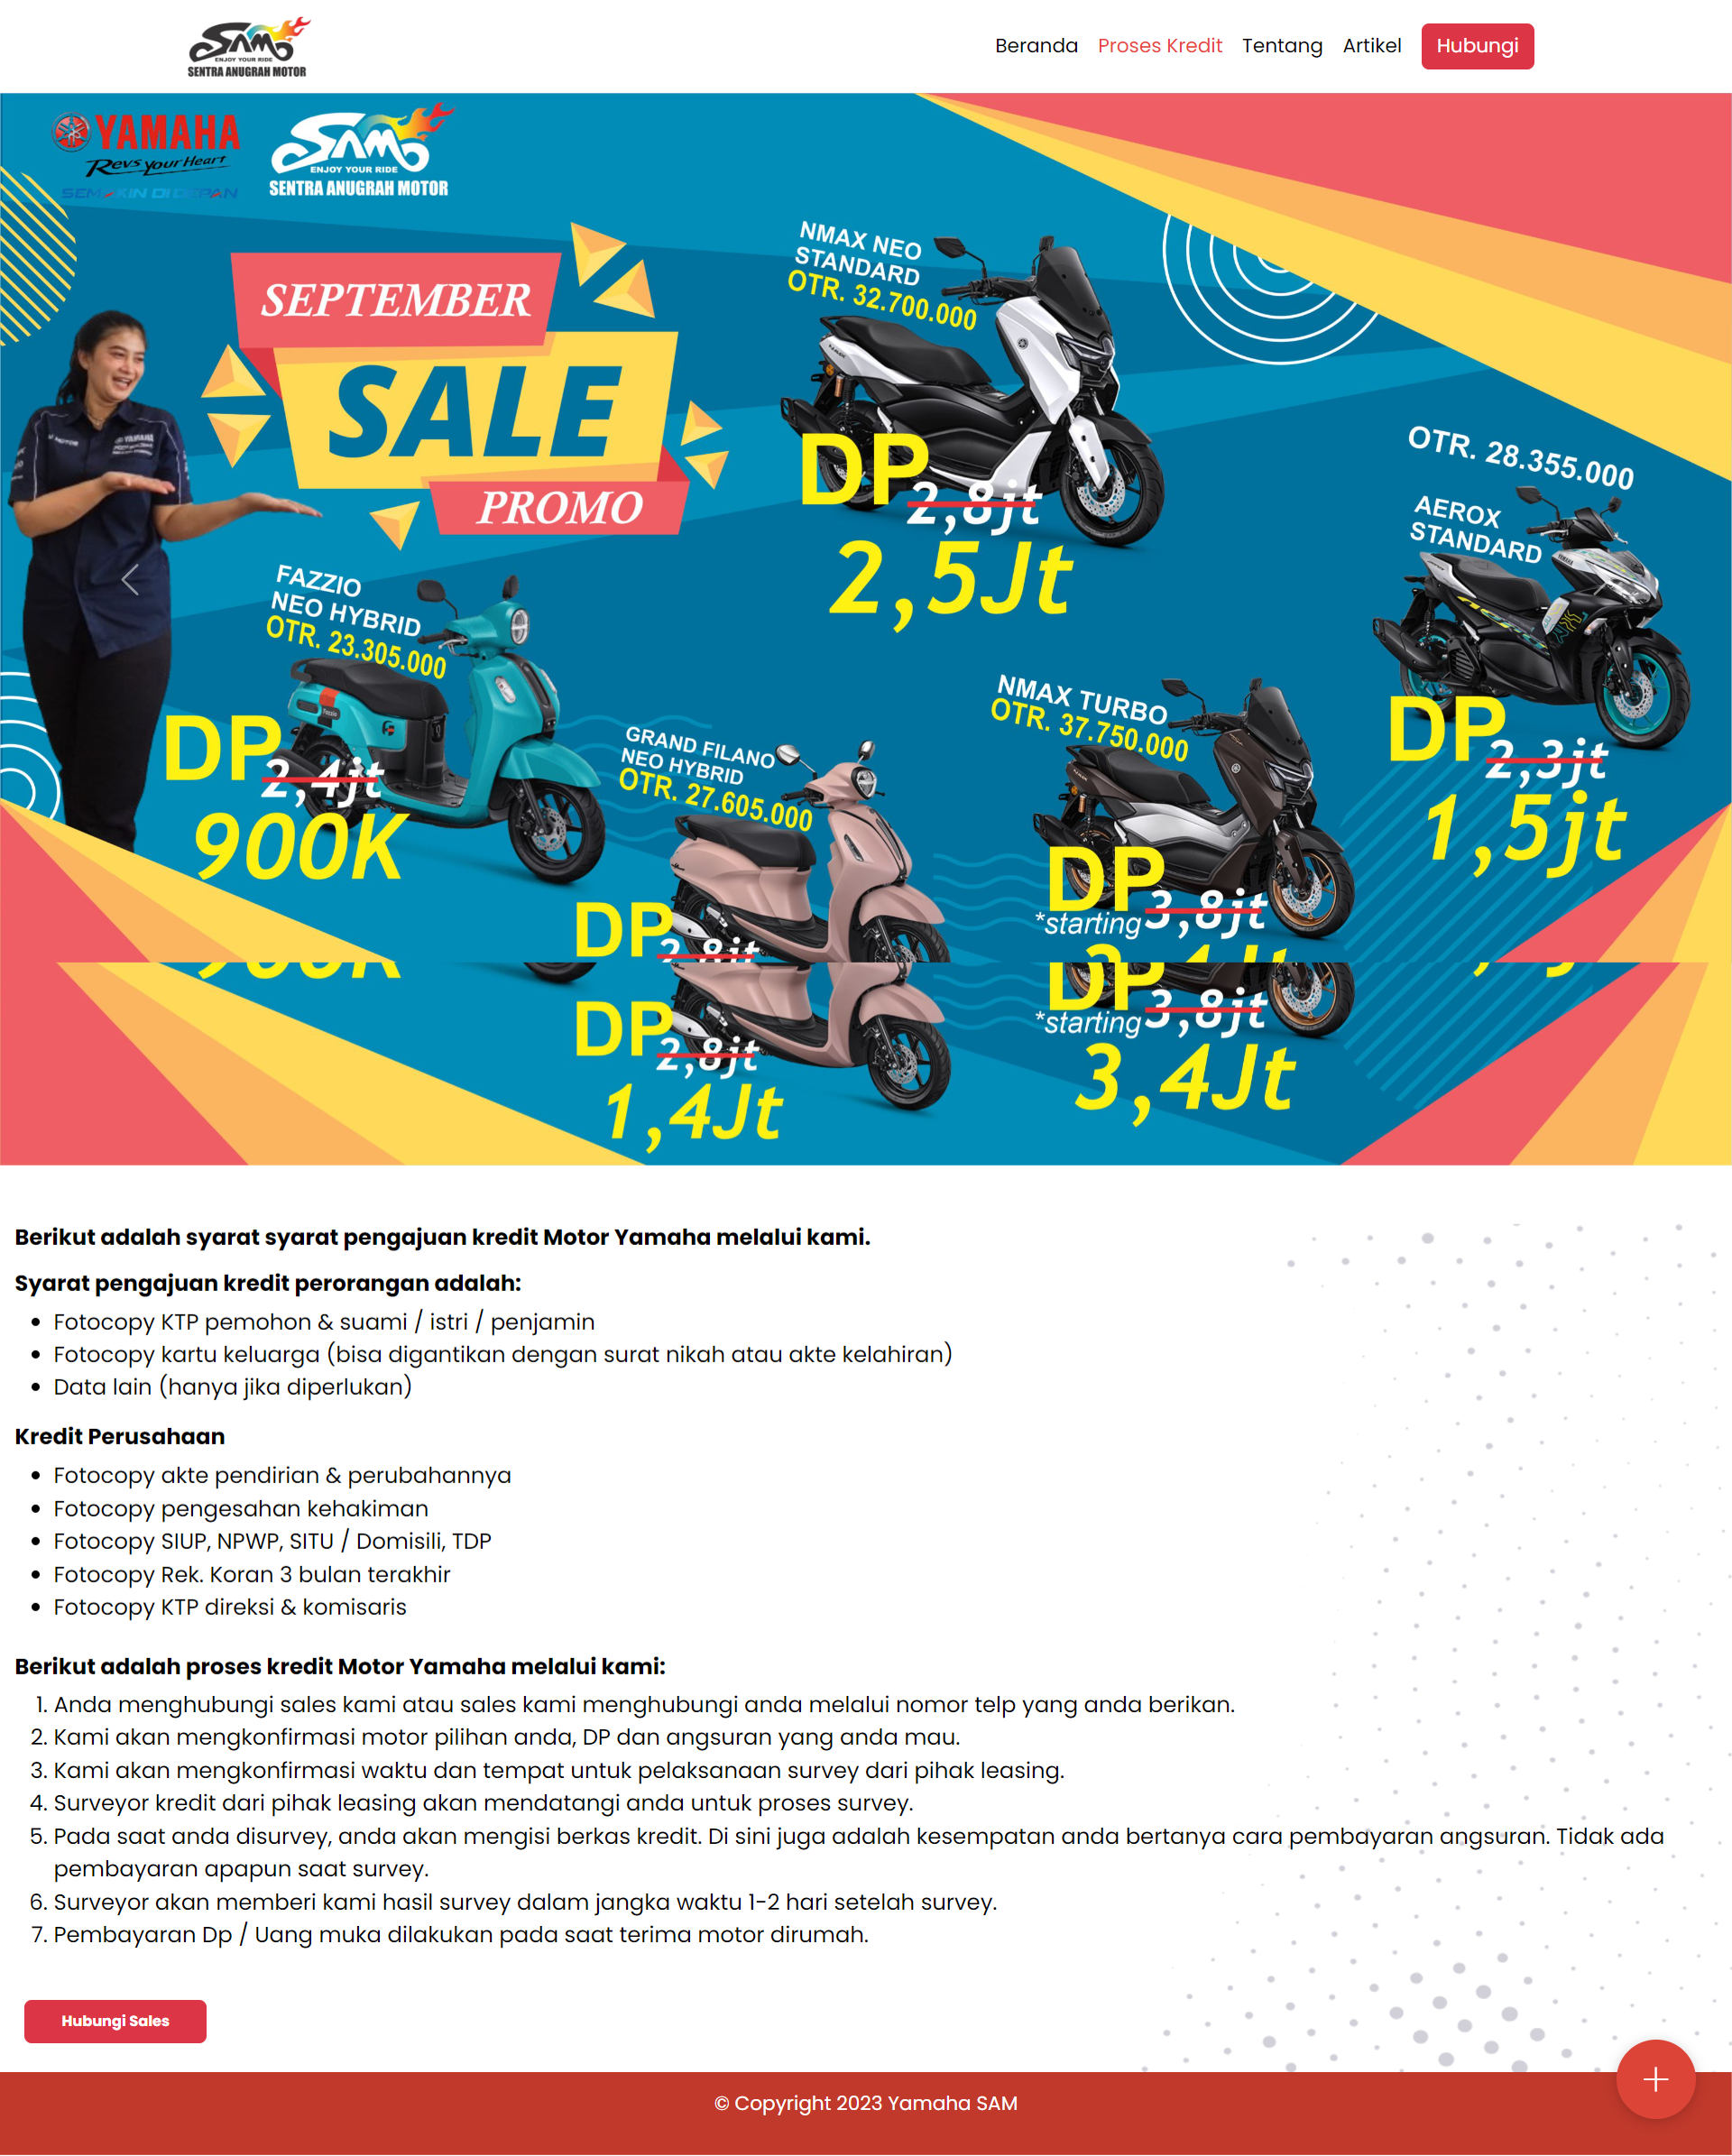 SAM
ENJOY YOUR RIDE
SENTRA ANUGRAH MOTOR
Beranda
Proses Kredit
Tentang
Artikel
Hubungi
YAMAHA
Revs Your Heart
SEMAKIN DI DEPAN
SAM
ENJOY YOUR RIDE
SENTRA ANUGRAH MOTOR
SEPTEMBER
SALE
PROMO
NMAX NEO
STANDARD
OTR. 32.700.000
DP
2,8jt
2,5Jt
OTR. 28.355.000
AEROX
STANDARD
DP
2,3jt
1,5jt
FAZZIO
NEO HYBRID
OTR. 23.305.000
DP
2,4jt
900K
GRAND FILANO
NEO HYBRID
OTR. 27.605.000
DP
2,8jt
NMAX TURBO
OTR. 37.750.000
DP
*starting 3,8jt
DP
2,8jt
1,4Jt
DP
*starting 3,8jt
3,4Jt
Berikut adalah syarat syarat pengajuan kredit Motor Yamaha melalui kami.
Syarat pengajuan kredit perorangan adalah:
• Fotocopy KTP pemohon & suami / istri / penjamin
• Fotocopy kartu keluarga (bisa digantikan dengan surat nikah atau akte kelahiran)
• Data lain (hanya jika diperlukan)
Kredit Perusahaan
• Fotocopy akte pendirian & perubahannya
• Fotocopy pengesahan kehakiman
• Fotocopy SIUP, NPWP, SITU / Domisili, TDP
• Fotocopy Rek. Koran 3 bulan terakhir
• Fotocopy KTP direksi & komisaris
Berikut adalah proses kredit Motor Yamaha melalui kami:
1. Anda menghubungi sales kami atau sales kami menghubungi anda melalui nomor telp yang anda berikan.
2. Kami akan mengkonfirmasi motor pilihan anda, DP dan angsuran yang anda mau.
3. Kami akan mengkonfirmasi waktu dan tempat untuk pelaksanaan survey dari pihak leasing.
4. Surveyor kredit dari pihak leasing akan mendatangi anda untuk proses survey.
5. Pada saat anda disurvey, anda akan mengisi berkas kredit. Di sini juga adalah kesempatan anda bertanya cara pembayaran angsuran. Tidak ada
pembayaran apapun saat survey.
6. Surveyor akan memberi kami hasil survey dalam jangka waktu 1-2 hari setelah survey.
7. Pembayaran Dp / Uang muka dilakukan pada saat terima motor dirumah.
Hubungi Sales
© Copyright 2023 Yamaha SAM